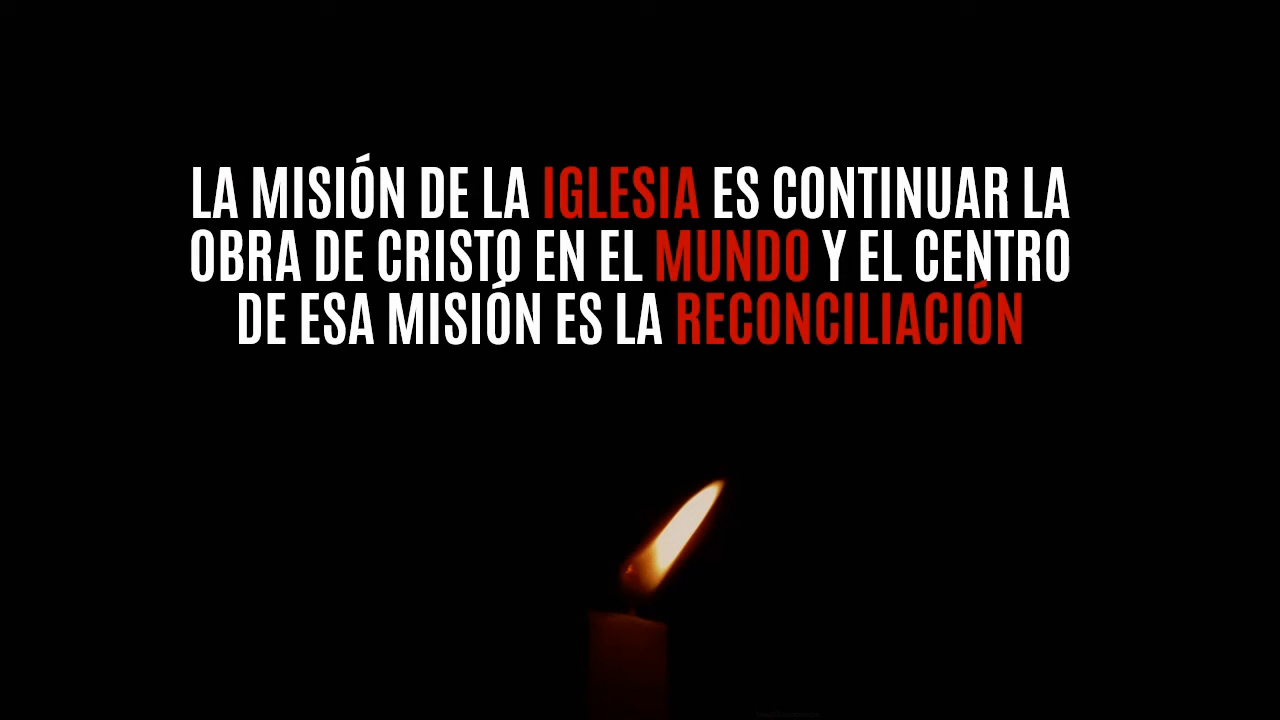 LA MISIÓN DE LA IGLESIA ES CONTINUAR LA
OBRA DE CRISTO EN EL MUNDO Y EL CENTRO
DE ESA MISIÓN ES LA RECONCILIACIÓN